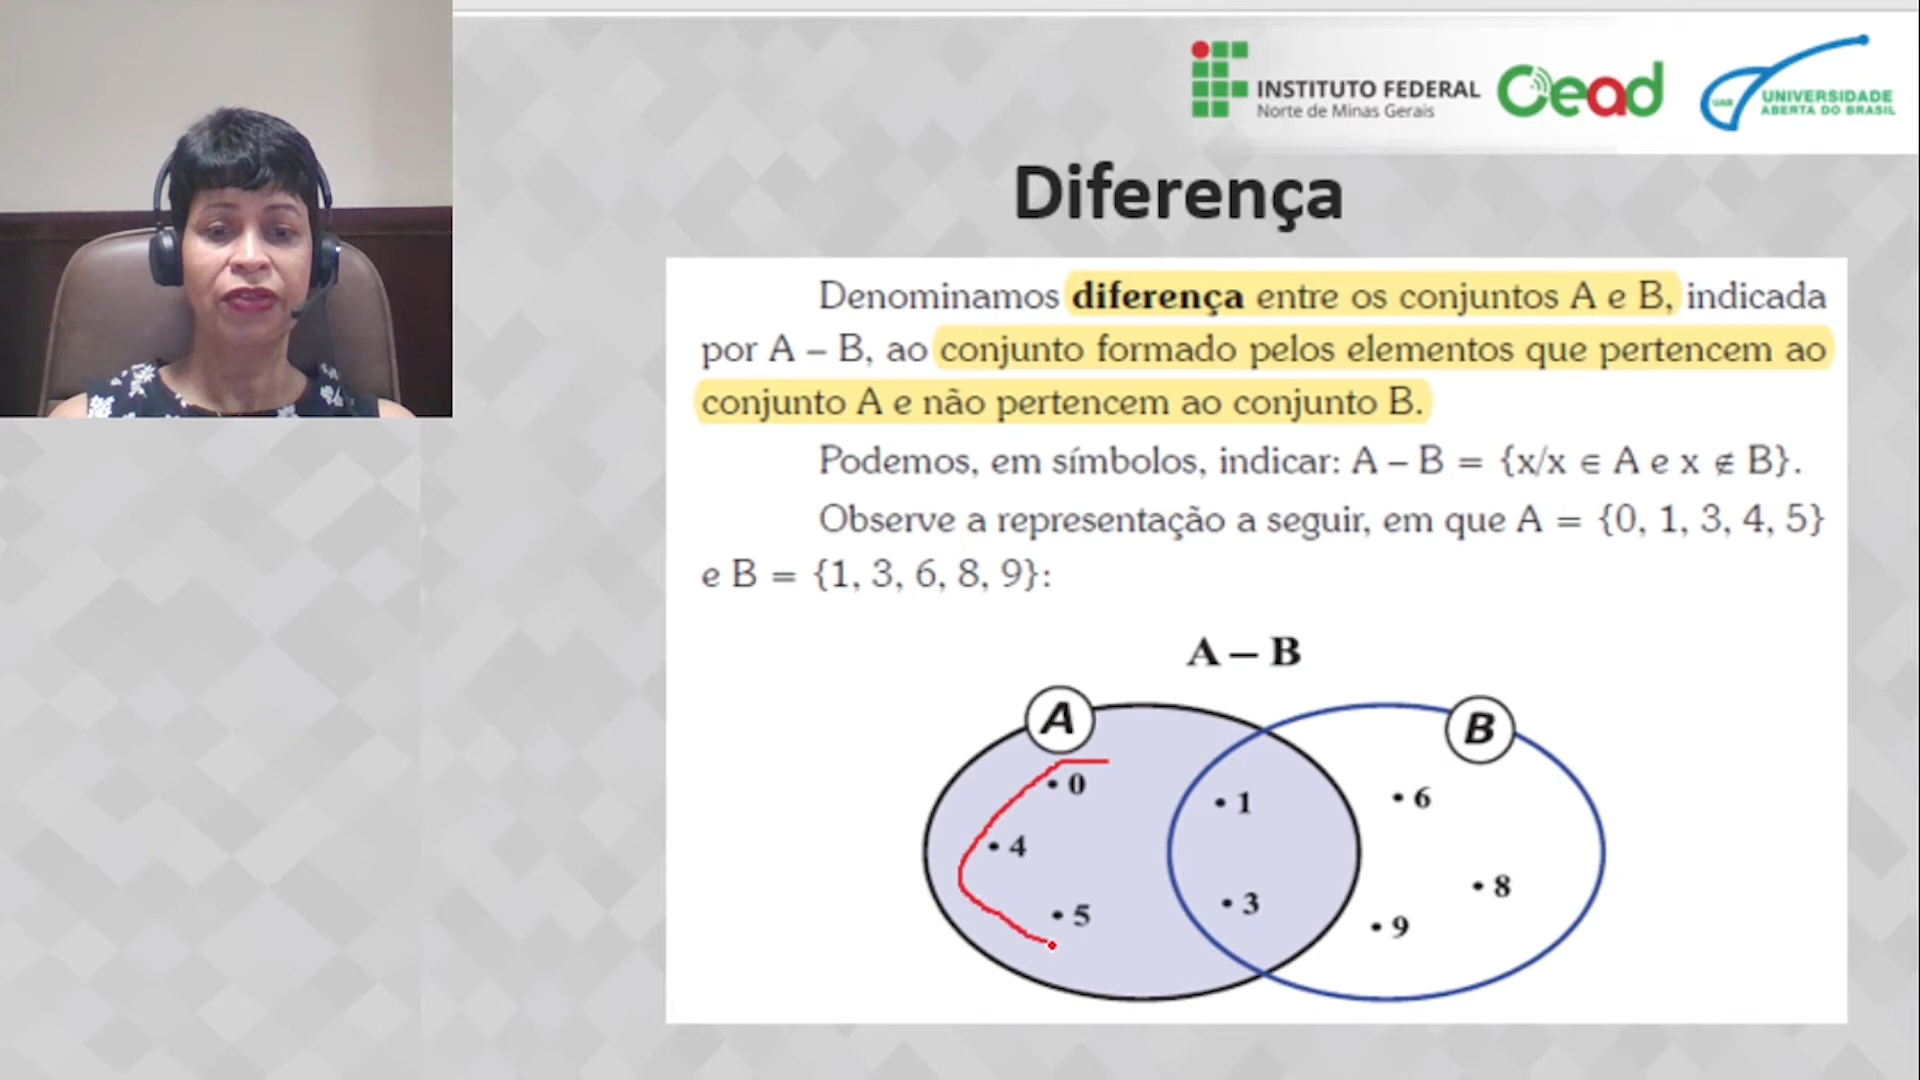 INSTITUTO FEDERAL
Norte de Minas Gerais
Cead
UAB
UNIVERSIDADE
ABERTA DO BRASIL
Diferença
Denominamos diferença entre os conjuntos A e B, indicada
por A – B, ao conjunto formado pelos elementos que pertencem ao
conjunto A e não pertencem ao conjunto B.
Podemos, em símbolos, indicar: A – B = {x/x ∈ A e x ∉ B}.
Observe a representação a seguir, em que A = {0, 1, 3, 4, 5}
e B = {1, 3, 6, 8, 9}:
A – B
A
B
• 0
• 1
• 6
• 4
• 8
• 5
• 3
• 9